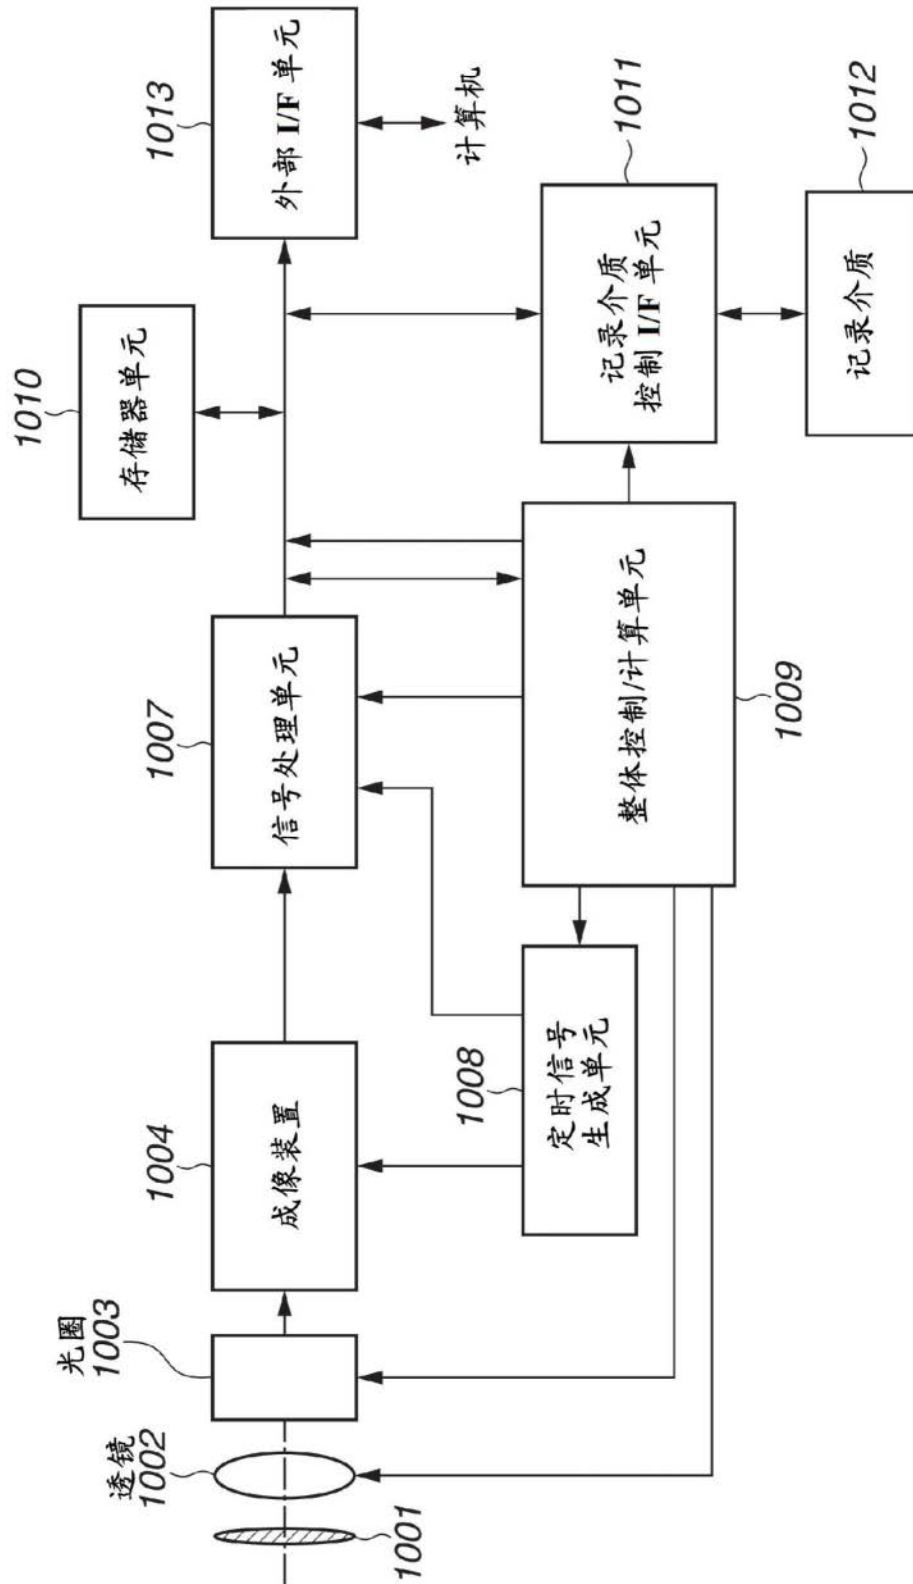 1001
透镜
1002
光圈
1003
1004
成像装置
1007
信号处理单元
1010
存储器单元
1013
外部 I/F 单元
计算机
1008
定时信号
生成单元
整体控制/计算单元
1009
1011
记录介质
控制 I/F 单元
1012
记录介质